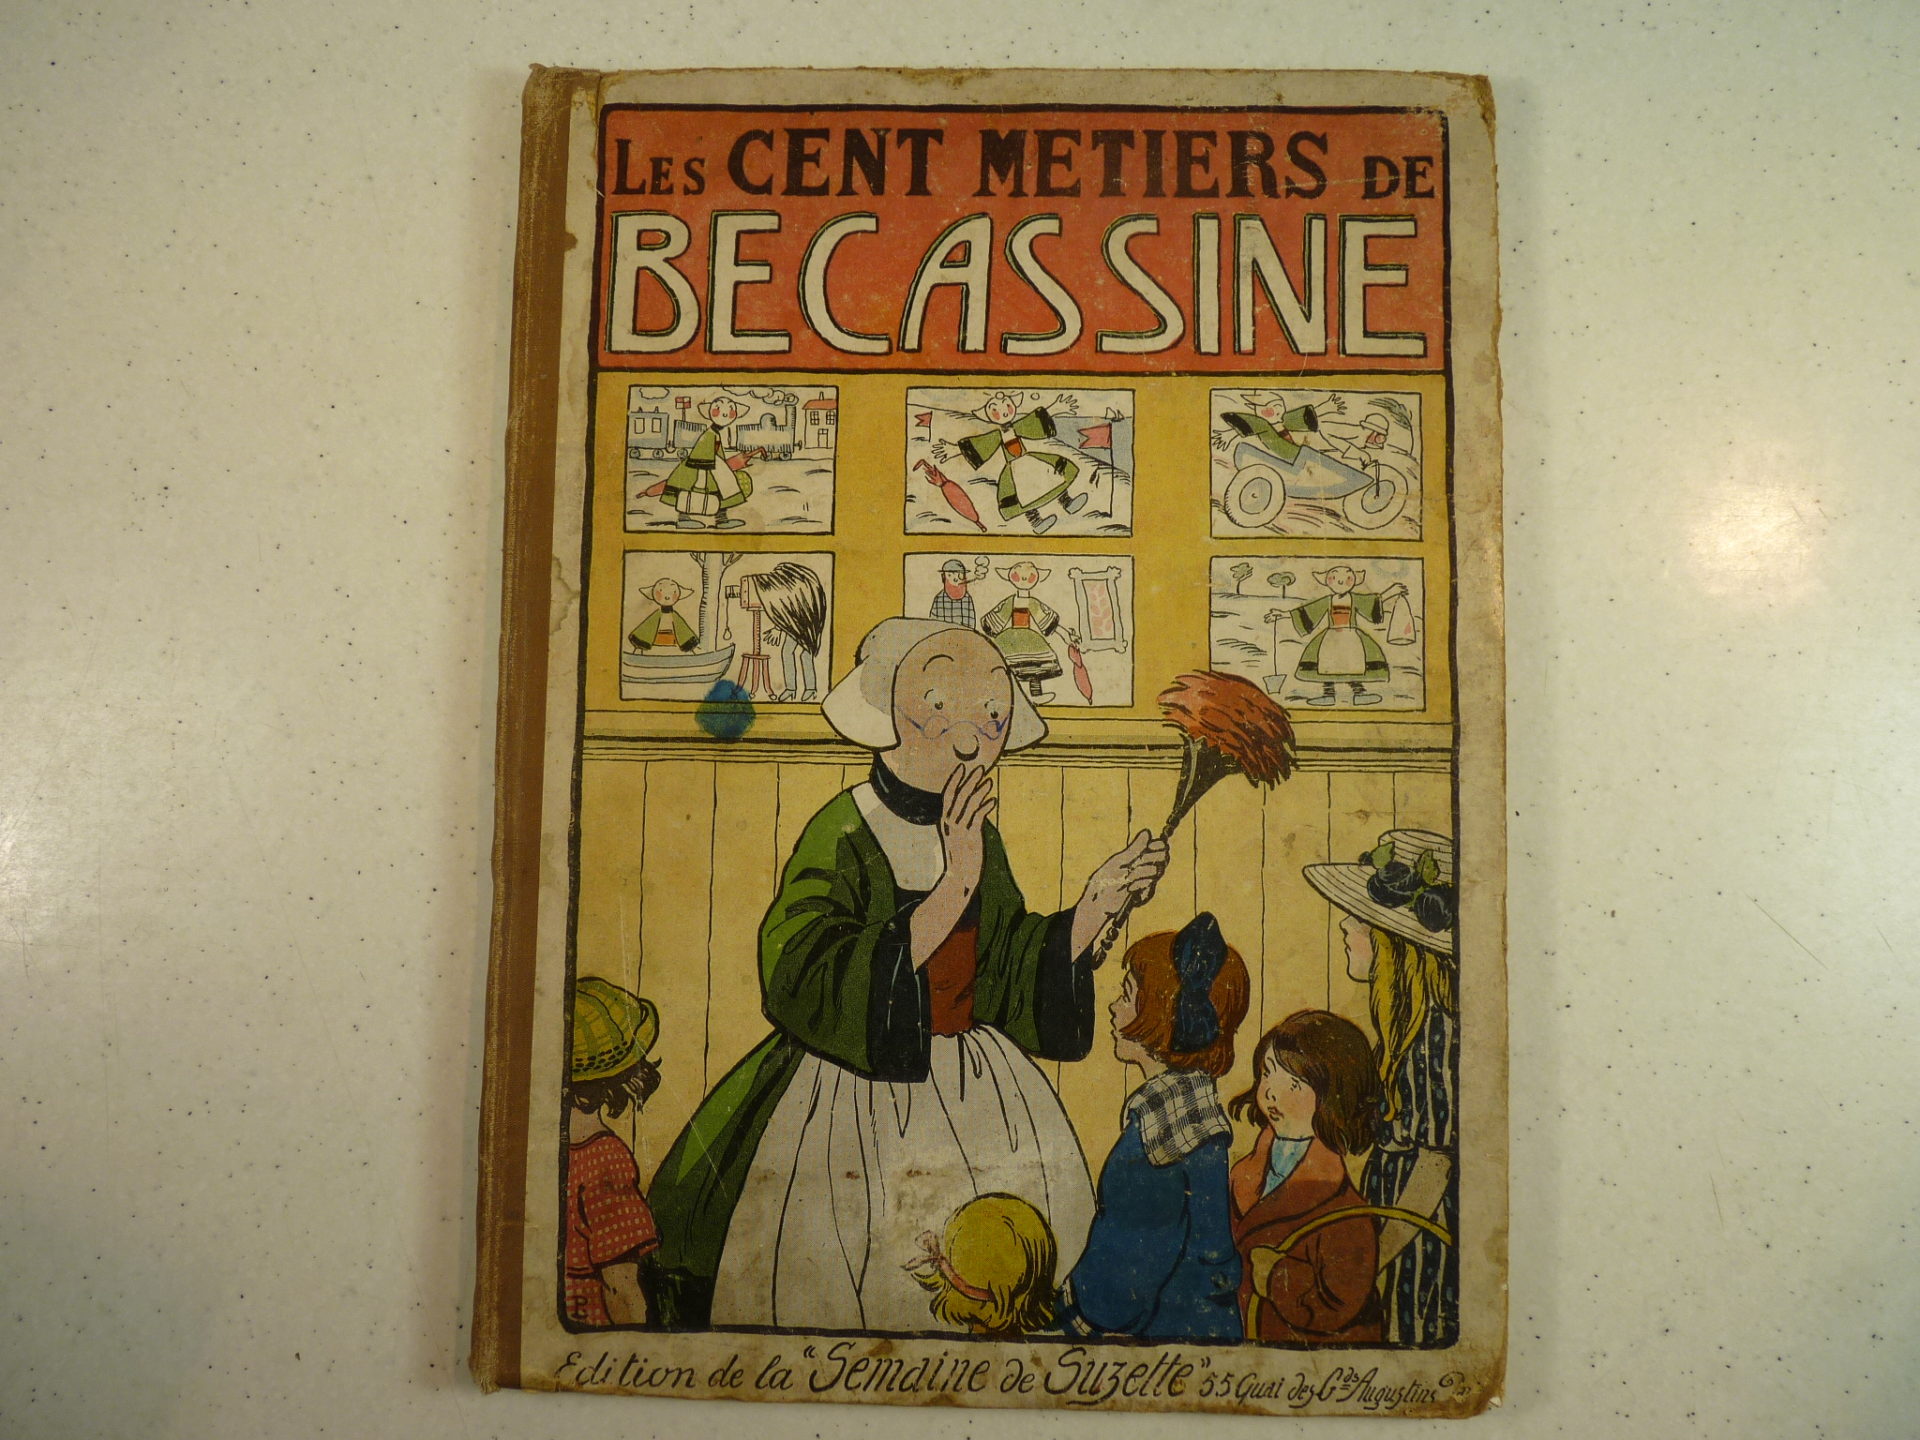 LES CENT METIERS DE
BECASSINE
Edition de la "Semaine de Suzette" 55 Quai des Gds Augustins